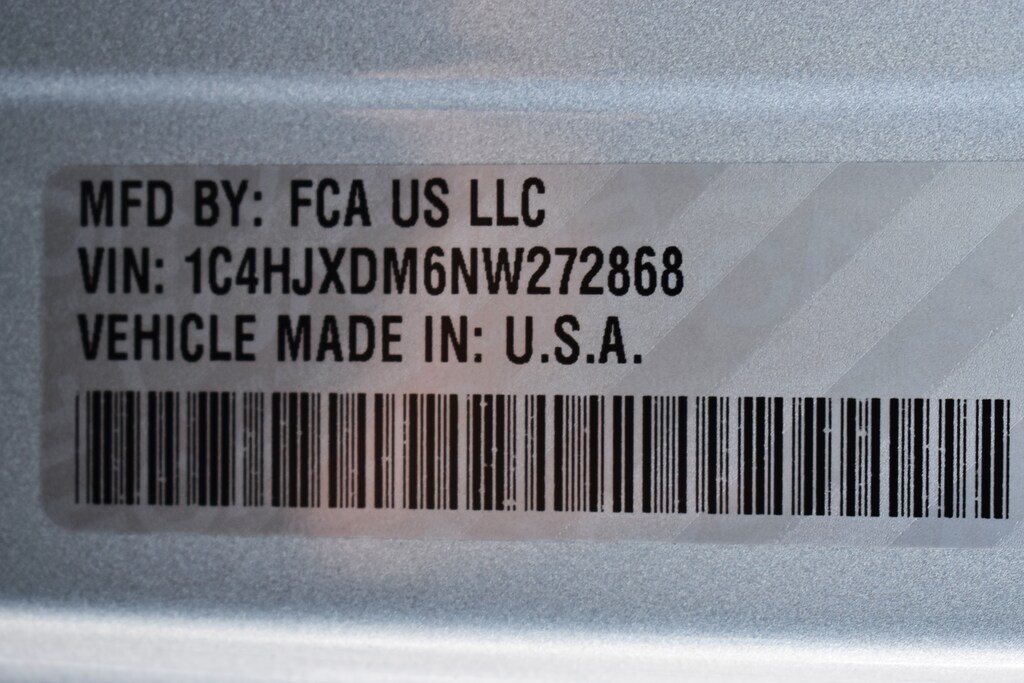 MFD BY: FCA US LLC
VIN: 1C4HJXDM6NW272868
VEHICLE MADE IN: U.S.A.